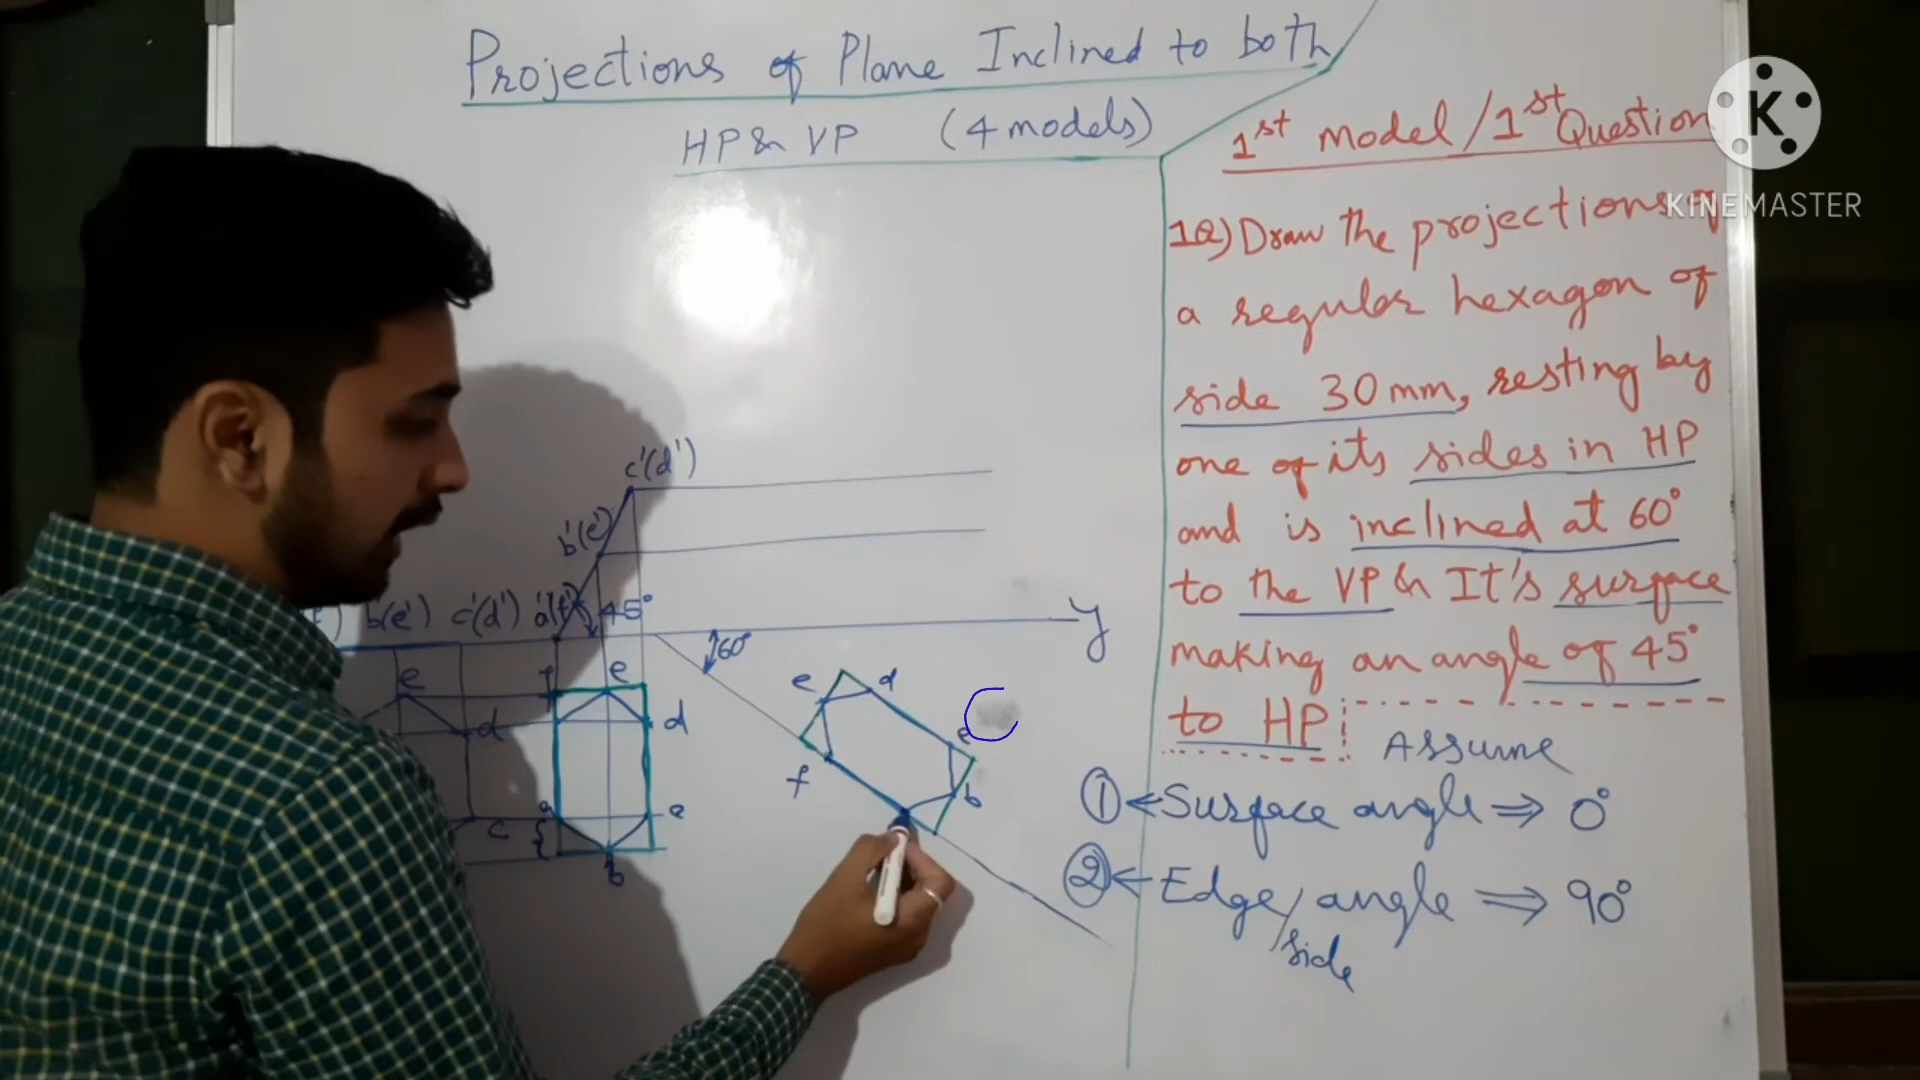 Projections of Plane Inclined to both
HP & VP (4 models)
1st model/1st Question
K
KINEMASTER
1Q) Draw the projections of
a regular hexagon of
side 30 mm, resting by
one of its sides in HP
and is inclined at 60°
to the VP & It's surface
making an angle of 45°
to HP
Assume
① ← Surface angle ⇒ 0°
② ← Edge/ angle ⇒ 90°
side
c'(d')
b'(e')
b'(e') c'(d') a'(f') 45°
y
60°
e f e
d d
e d
c
f b
c
b